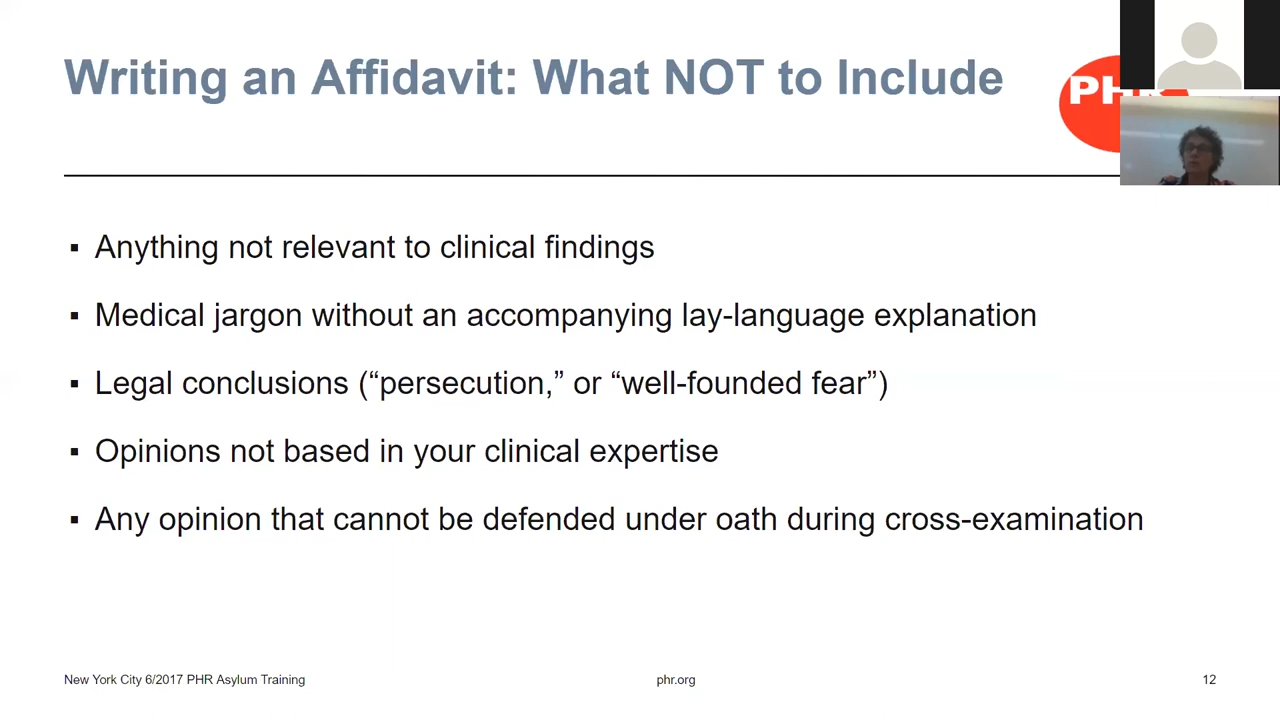 Writing an Affidavit: What NOT to Include
PHR
▪ Anything not relevant to clinical findings
▪ Medical jargon without an accompanying lay-language explanation
▪ Legal conclusions (“persecution,” or “well-founded fear”)
▪ Opinions not based in your clinical expertise
▪ Any opinion that cannot be defended under oath during cross-examination
New York City 6/2017 PHR Asylum Training
phr.org
12